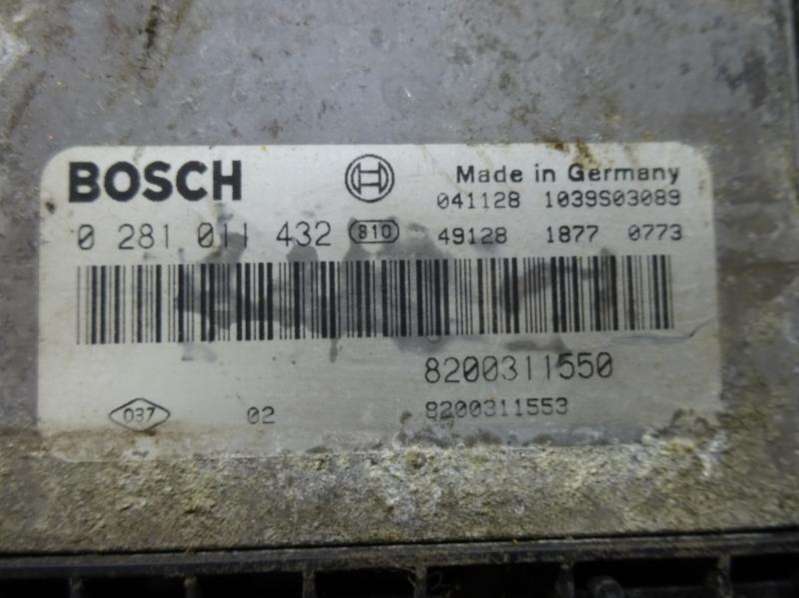 BOSCH Made in Germany
041128 1039S03089
0 281 011 432 810 49128 1877 0773
8200311550
037 02 8200311553